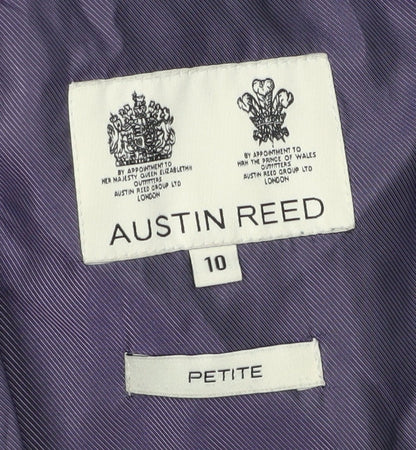 BY APPOINTMENT TO
HER MAJESTY QUEEN ELIZABETH II
OUTFITTERS
AUSTIN REED GROUP LTD
LONDON
BY APPOINTMENT TO
HRH THE PRINCE OF WALES
OUTFITTERS
AUSTIN REED GROUP LTD
LONDON
AUSTIN REED
10
PETITE